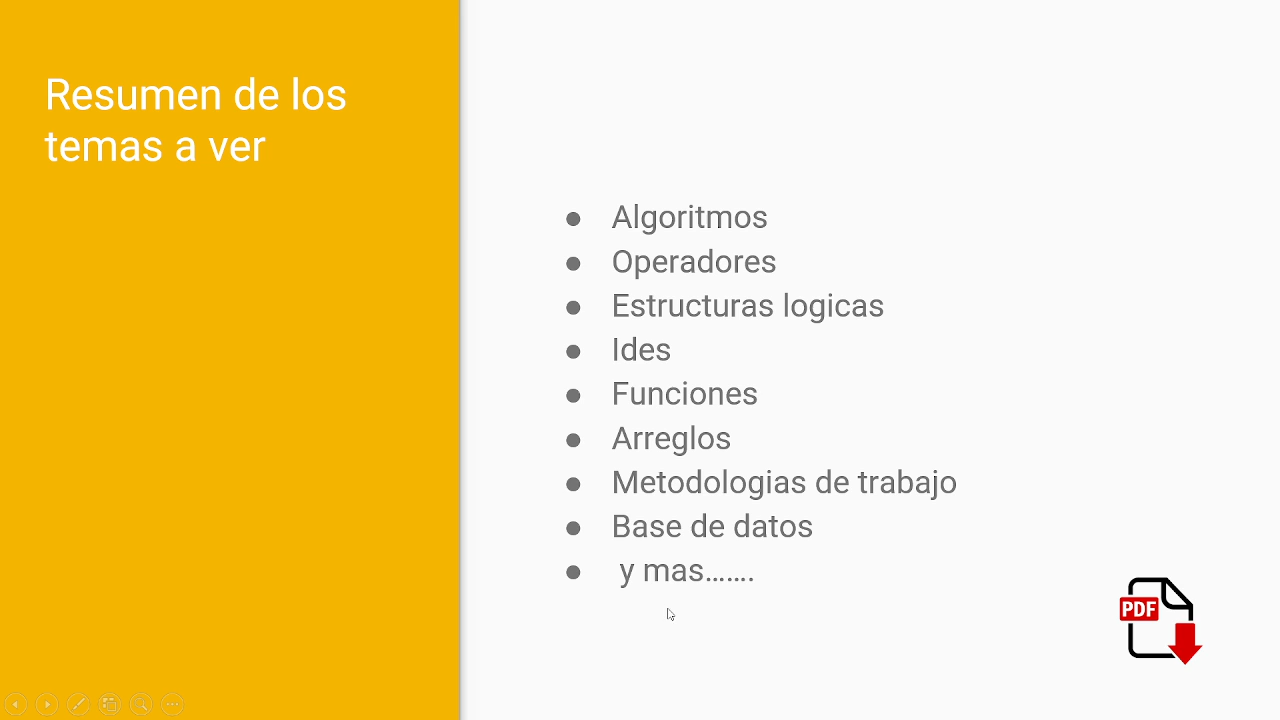 Resumen de los
temas a ver
● Algoritmos
● Operadores
● Estructuras logicas
● Ides
● Funciones
● Arreglos
● Metodologias de trabajo
● Base de datos
● y mas.......
PDF